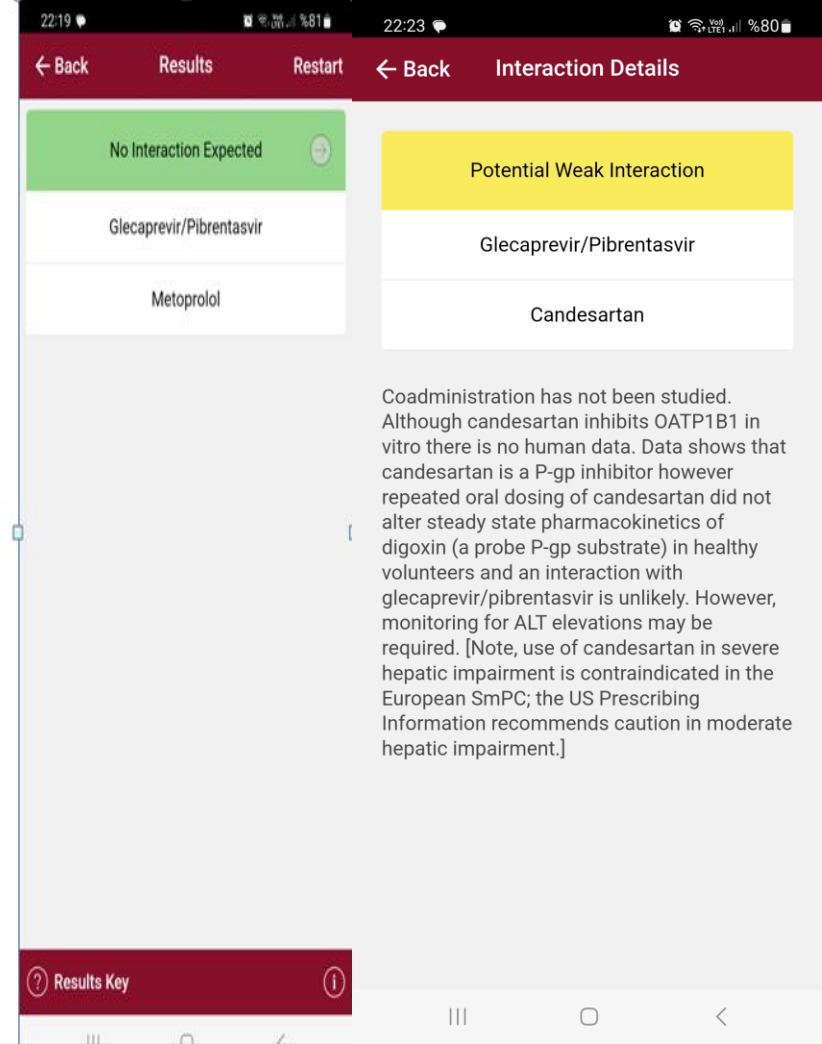 22:19
%81
Back Results Restart
No Interaction Expected
Glecaprevir/Pibrentasvir
Metoprolol
? Results Key i
22:23
Vo)) LTE1 %80
Back Interaction Details
Potential Weak Interaction
Glecaprevir/Pibrentasvir
Candesartan
Coadministration has not been studied.
Although candesartan inhibits OATP1B1 in
vitro there is no human data. Data shows that
candesartan is a P-gp inhibitor however
repeated oral dosing of candesartan did not
alter steady state pharmacokinetics of
digoxin (a probe P-gp substrate) in healthy
volunteers and an interaction with
glecaprevir/pibrentasvir is unlikely. However,
monitoring for ALT elevations may be
required. [Note, use of candesartan in severe
hepatic impairment is contraindicated in the
European SmPC; the US Prescribing
Information recommends caution in moderate
hepatic impairment.]